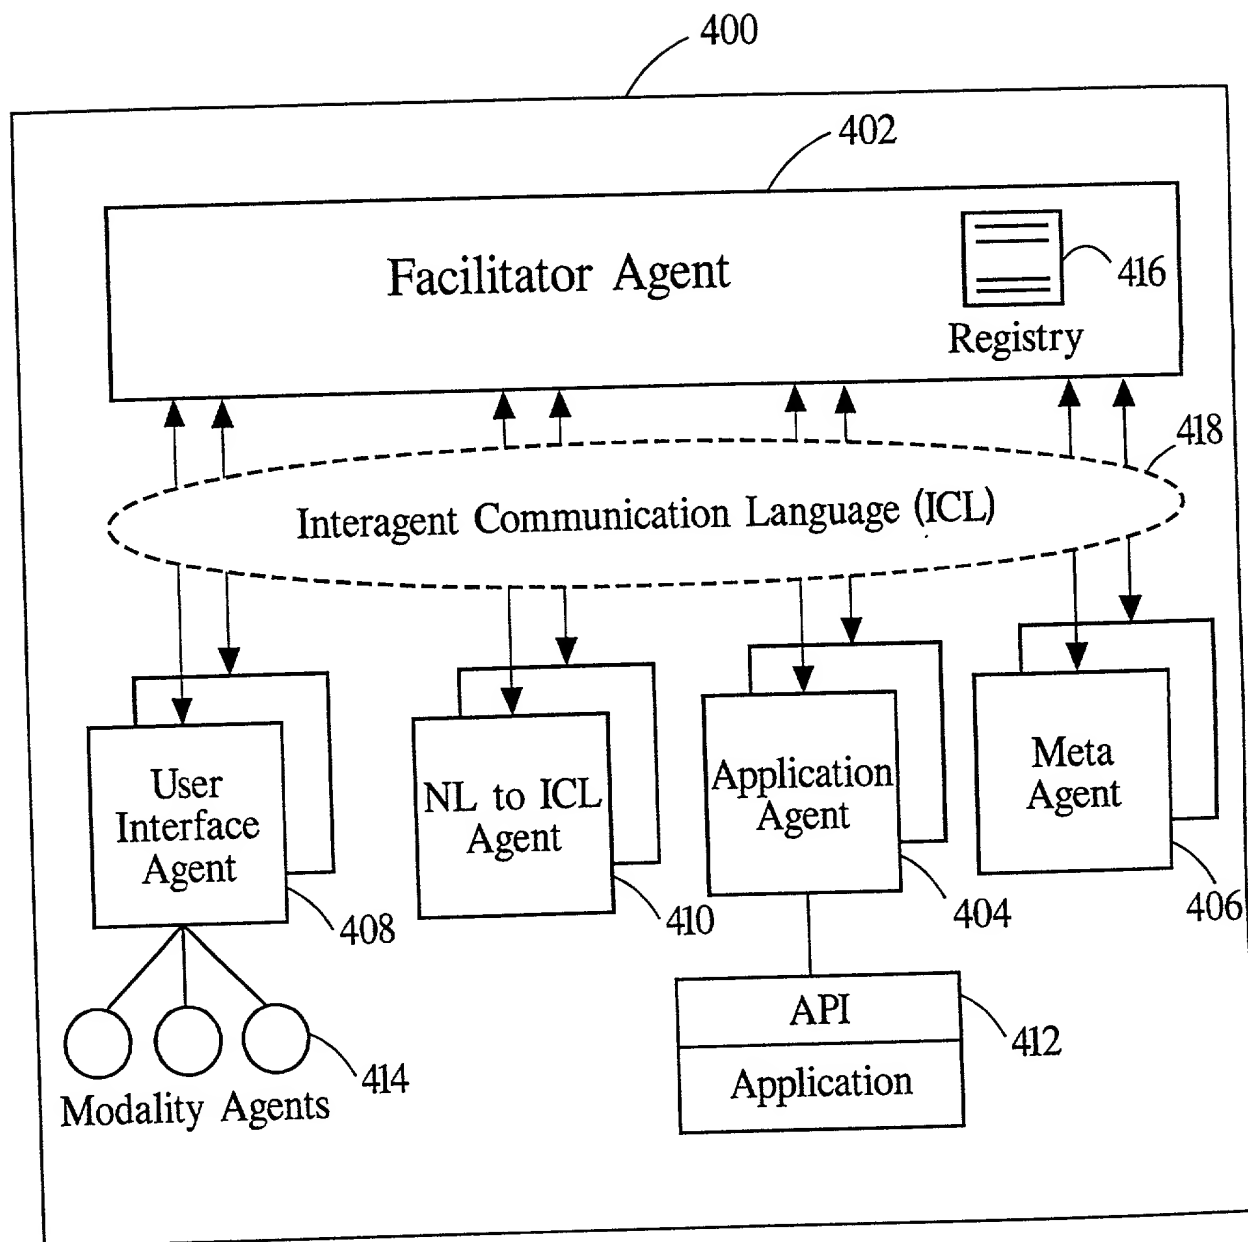 400
402
Facilitator Agent
416
Registry
418
Interagent Communication Language (ICL)
User
Interface
Agent
408
NL to ICL
Agent
410
Application
Agent
404
Meta
Agent
406
API
412
Application
414
Modality Agents